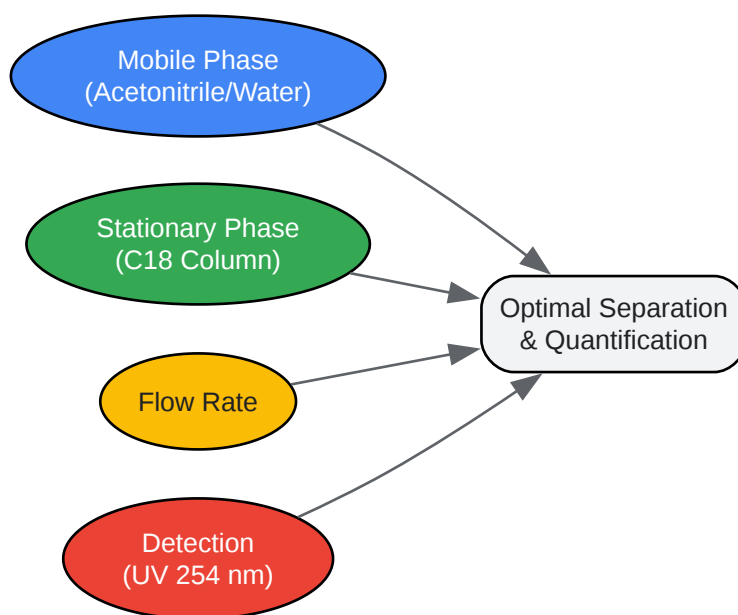 Mobile Phase
(Acetonitrile/Water)
Stationary Phase
(C18 Column)
Optimal Separation
& Quantification
Flow Rate
Detection
(UV 254 nm)